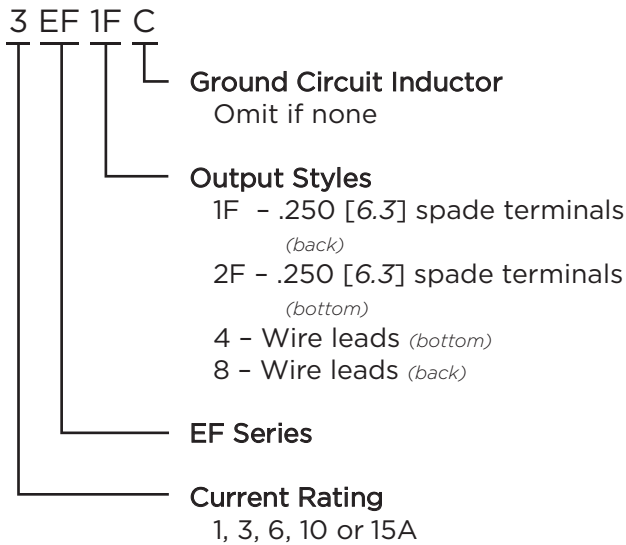 3 EF 1F C
Ground Circuit Inductor
Omit if none
Output Styles
1F – .250 [6.3] spade terminals
(back)
2F – .250 [6.3] spade terminals
(bottom)
4 – Wire leads (bottom)
8 – Wire leads (back)
EF Series
Current Rating
1, 3, 6, 10 or 15A